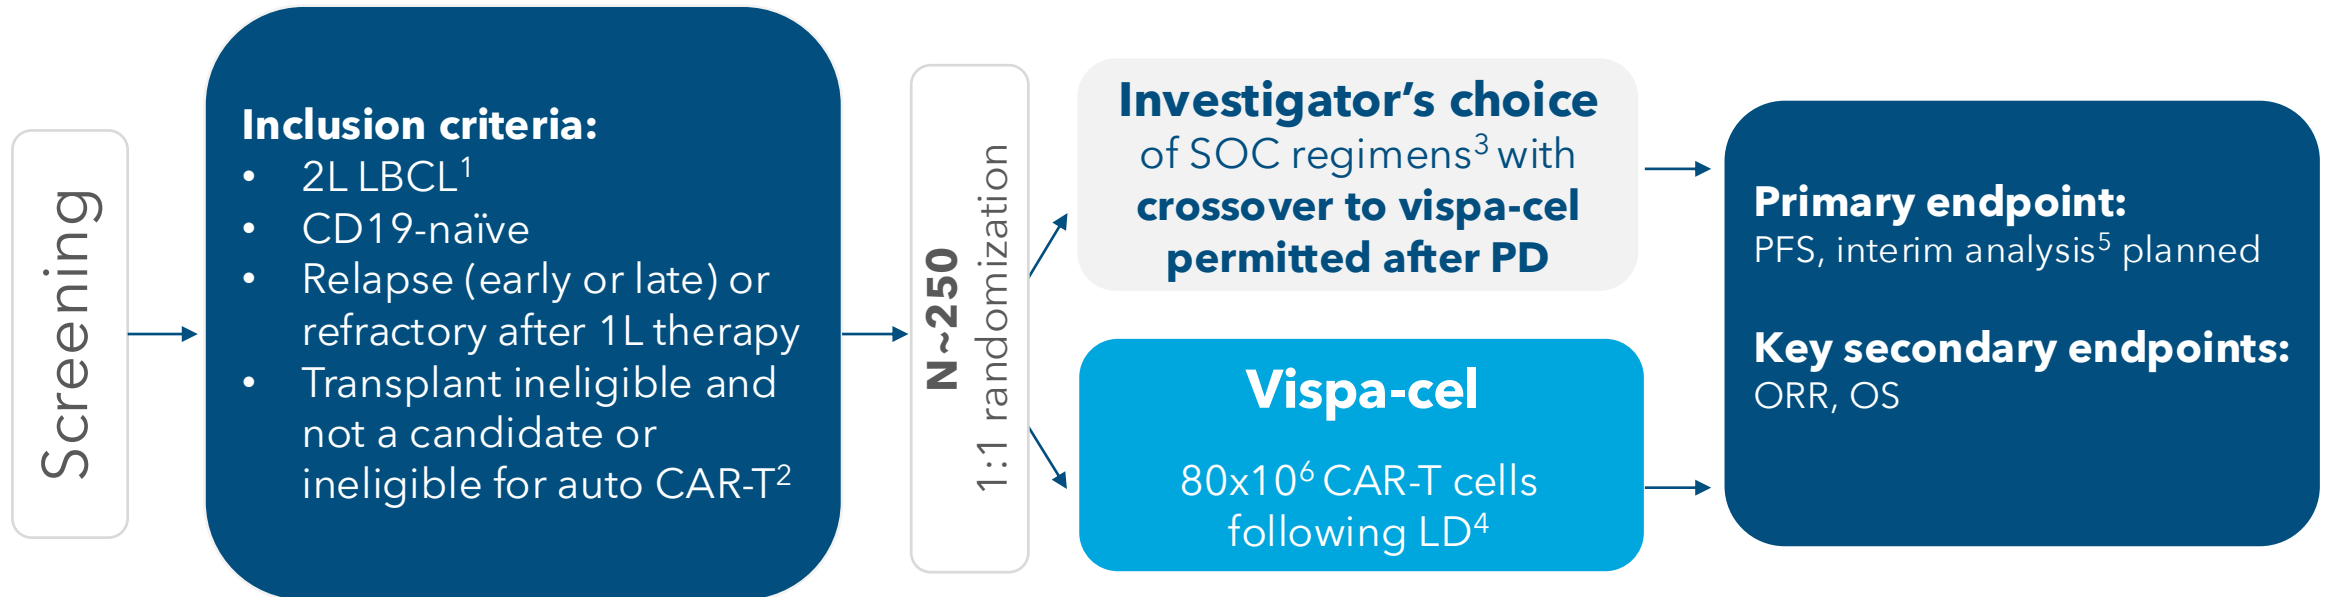 Screening
Inclusion criteria:
• 2L LBCL¹
• CD19-naïve
• Relapse (early or late) or
refractory after 1L therapy
• Transplant ineligible and
not a candidate or
ineligible for auto CAR-T²
N~250
1:1 randomization
Investigator’s choice
of SOC regimens³ with
crossover to vispa-cel
permitted after PD
Vispa-cel
80x10⁶ CAR-T cells
following LD⁴
Primary endpoint:
PFS, interim analysis⁵ planned
Key secondary endpoints:
ORR, OS